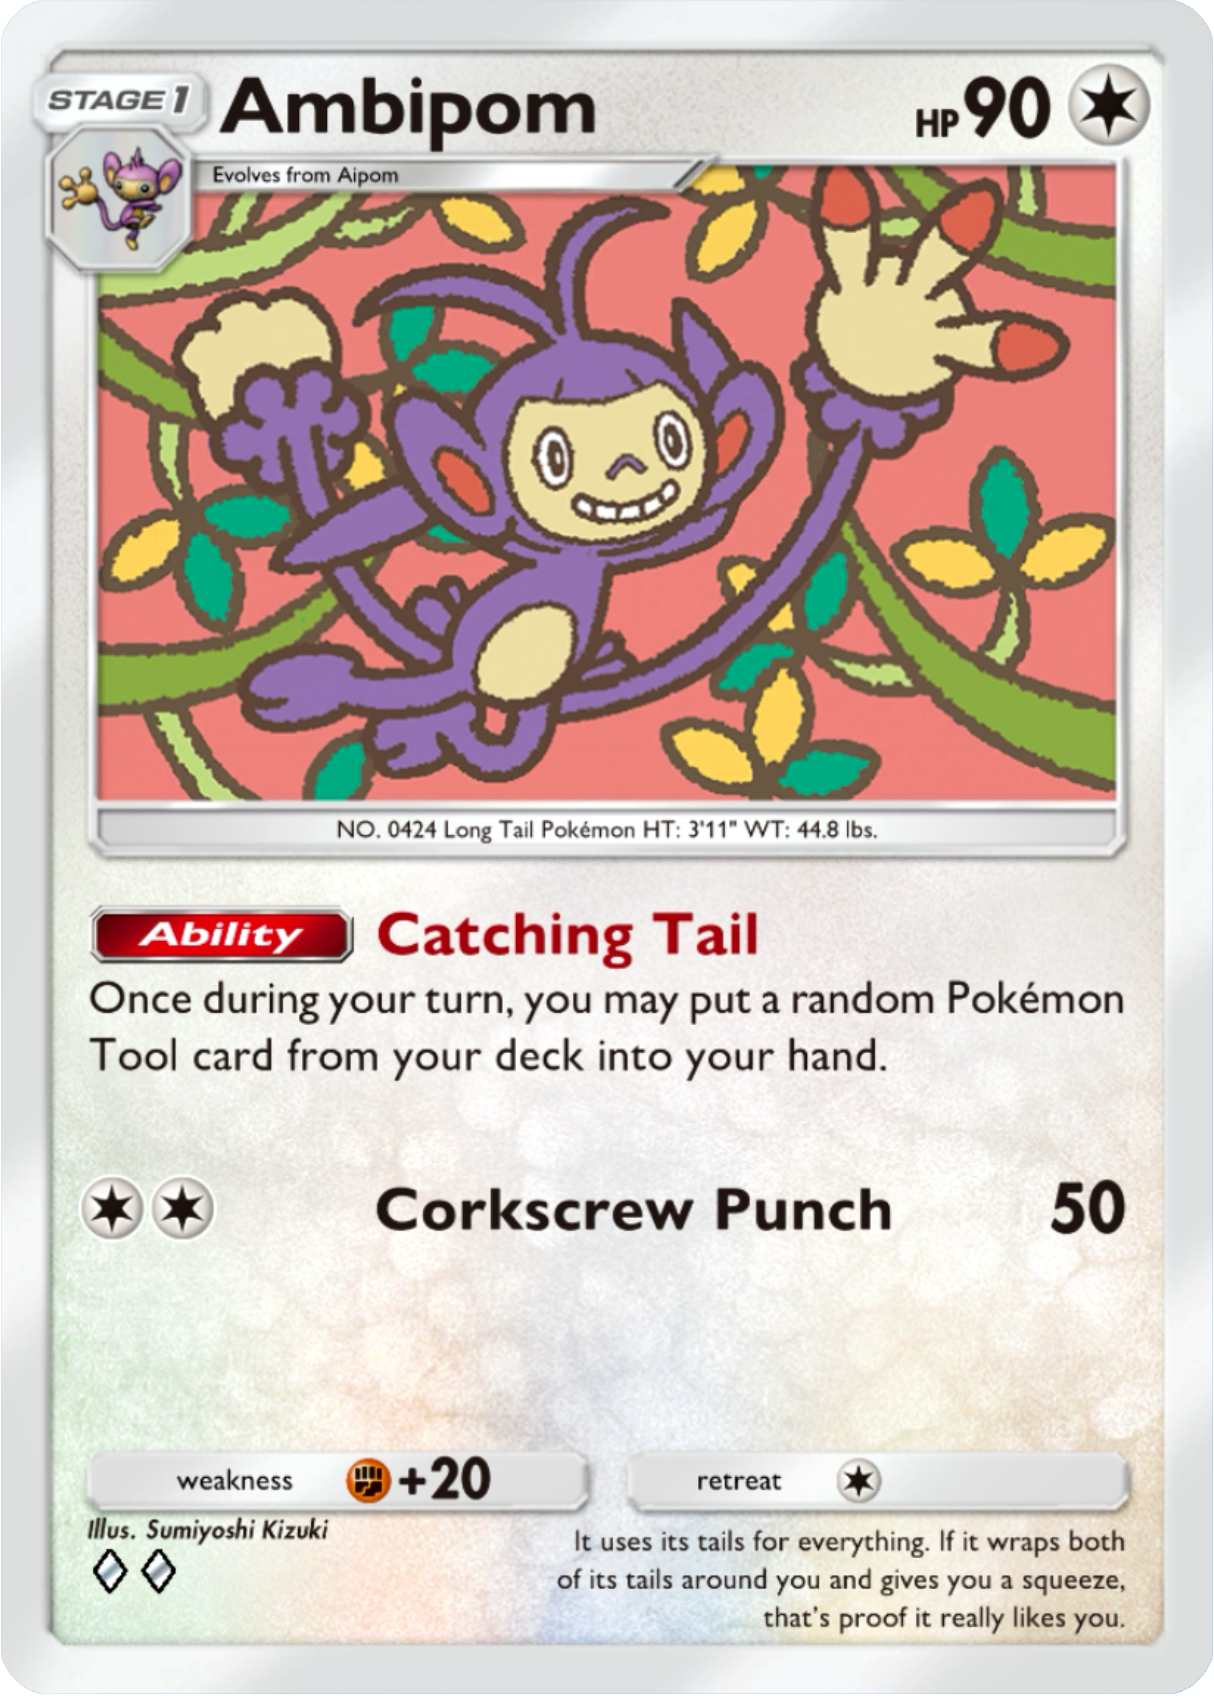 STAGE 1
Ambipom
HP 90
Evolves from Aipom
NO. 0424 Long Tail Pokémon HT: 3'11" WT: 44.8 lbs.
Ability Catching Tail
Once during your turn, you may put a random Pokémon
Tool card from your deck into your hand.
Corkscrew Punch 50
weakness +20
retreat
Illus. Sumiyoshi Kizuki
It uses its tails for everything. If it wraps both
of its tails around you and gives you a squeeze,
that's proof it really likes you.